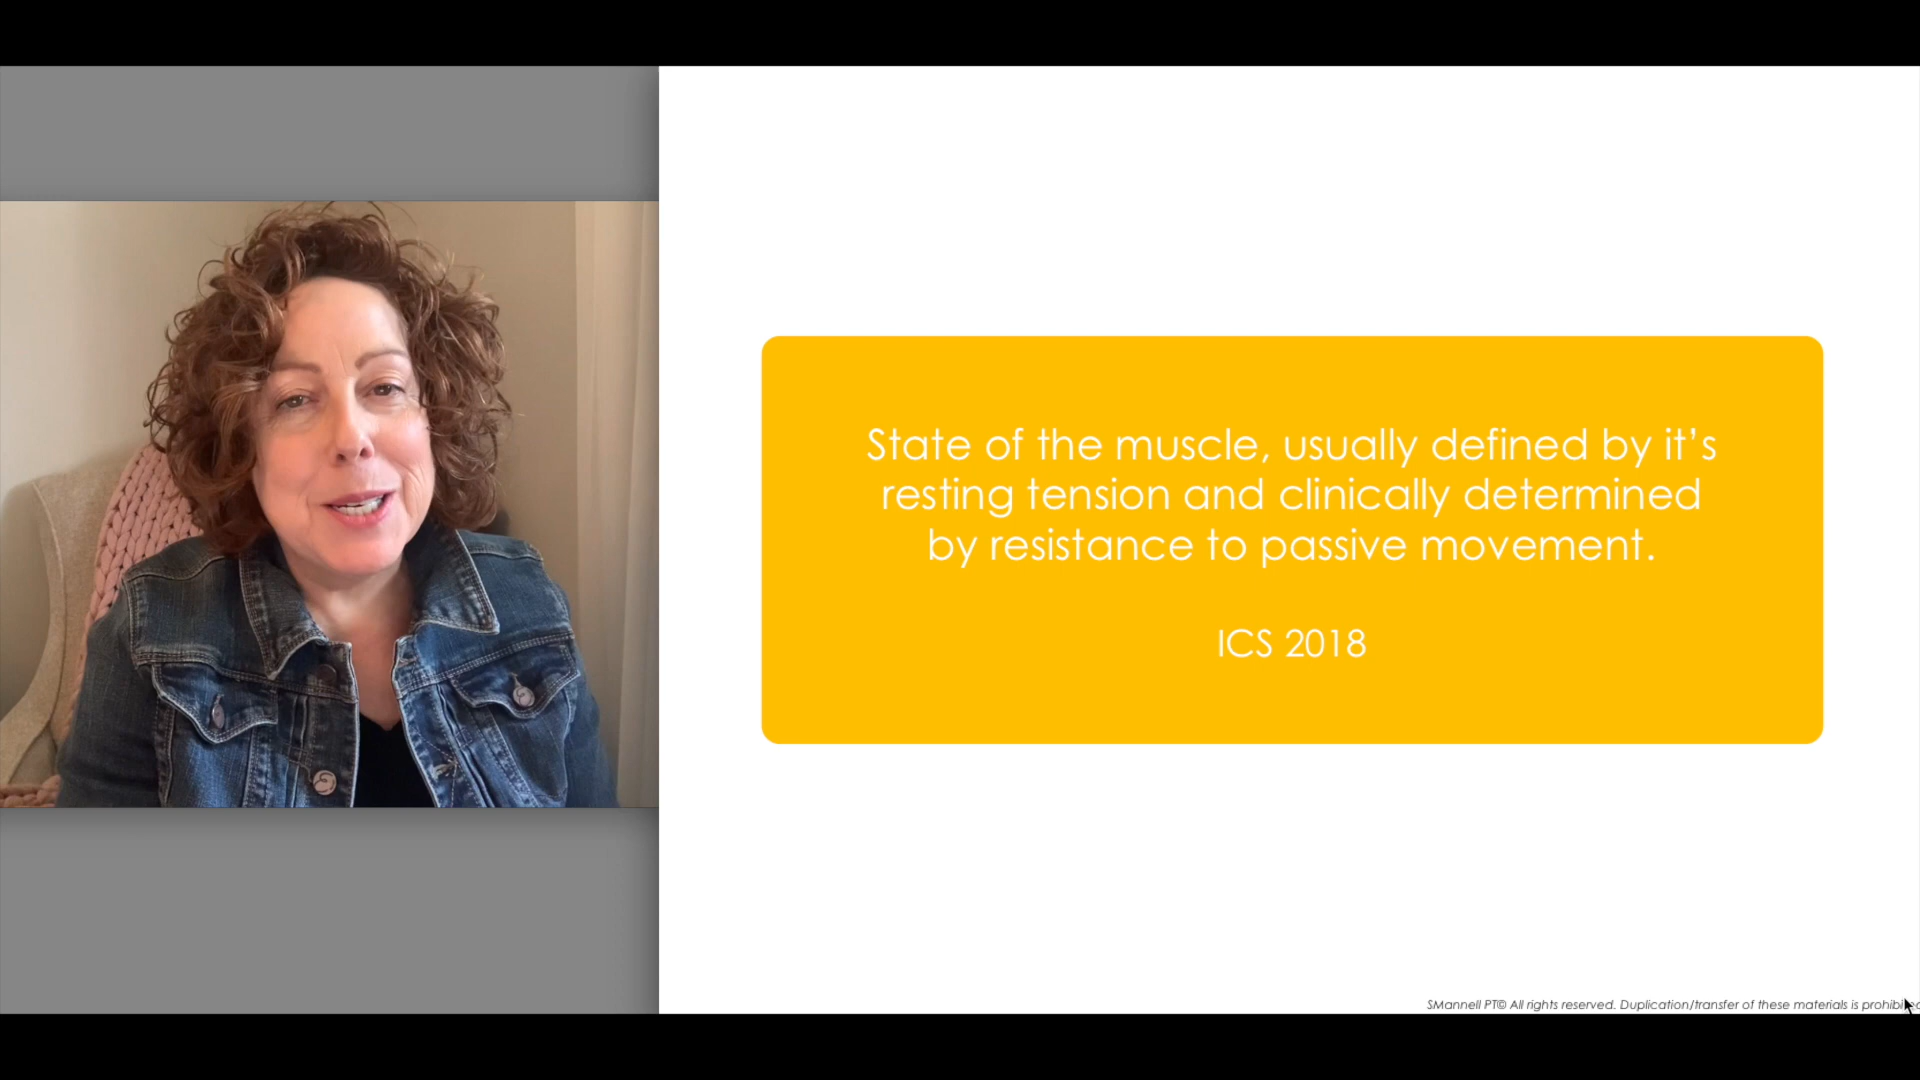 State of the muscle, usually defined by it’s
resting tension and clinically determined
by resistance to passive movement.
ICS 2018
SMannell PT© All rights reserved. Duplication/transfer of these materials is